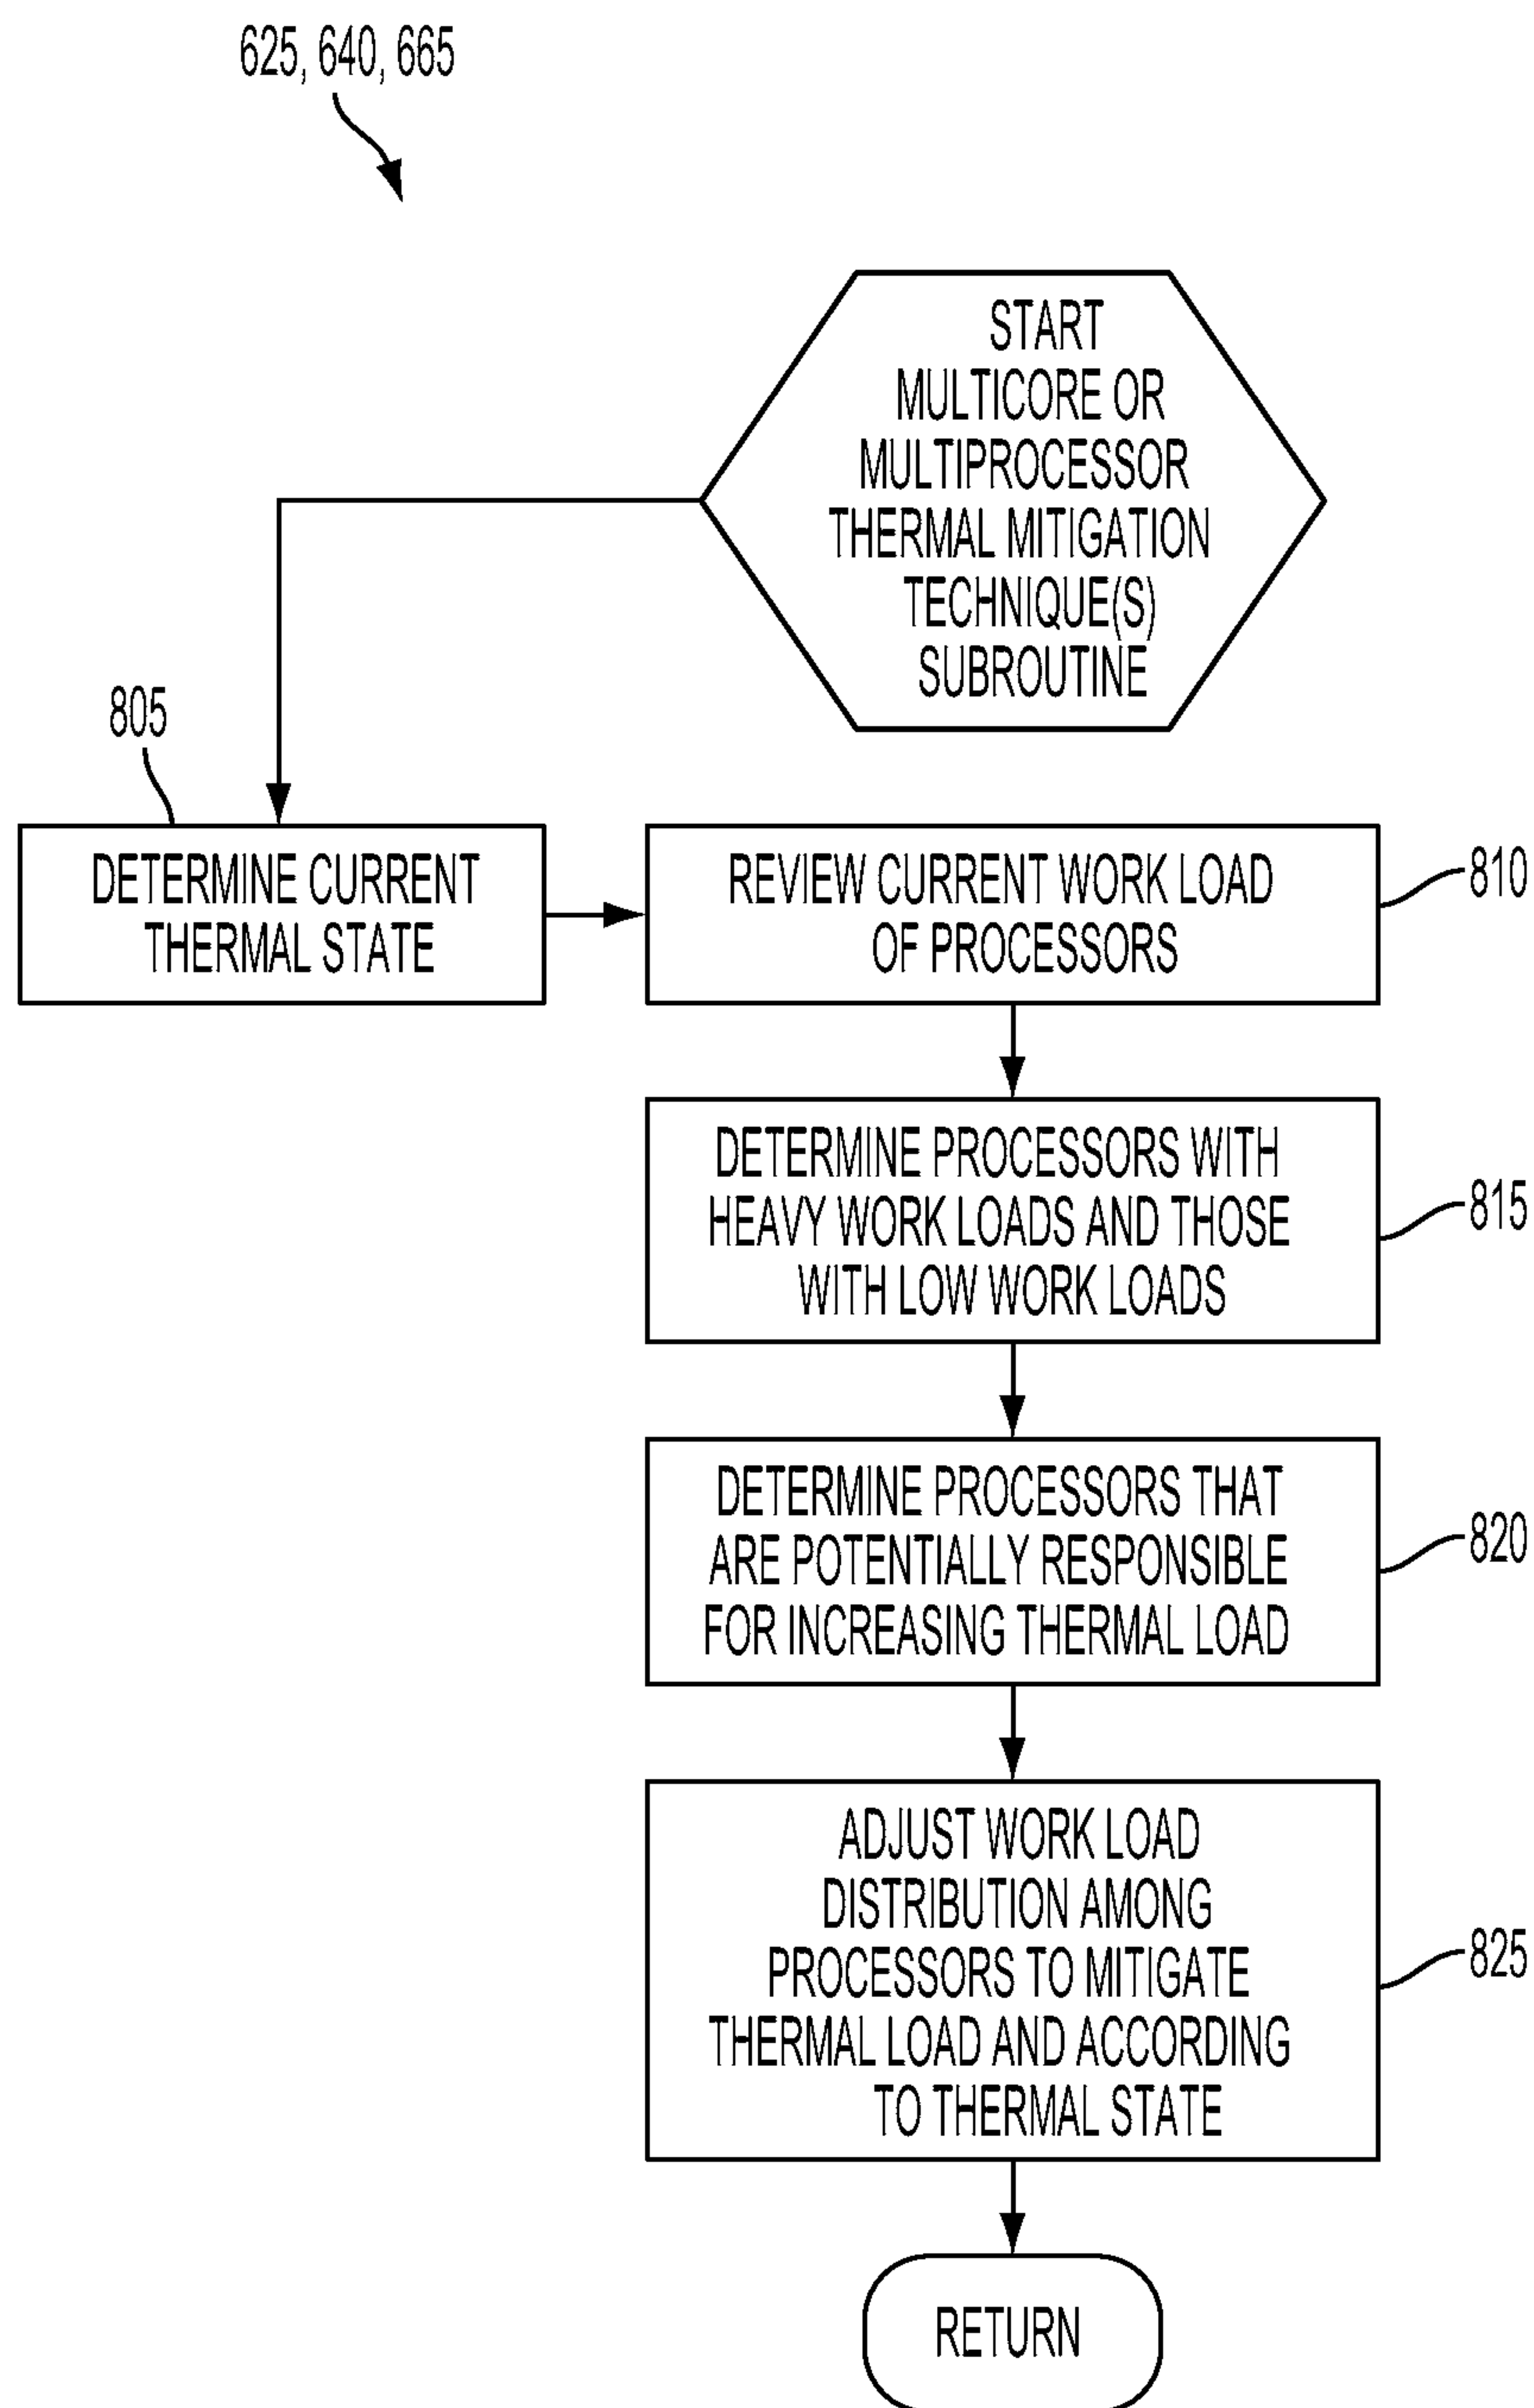 625, 640, 665
START
MULTICORE OR
MULTIPROCESSOR
THERMAL MITIGATION
TECHNIQUE(S)
SUBROUTINE
805
DETERMINE CURRENT
THERMAL STATE
REVIEW CURRENT WORK LOAD
OF PROCESSORS
810
DETERMINE PROCESSORS WITH
HEAVY WORK LOADS AND THOSE
WITH LOW WORK LOADS
815
DETERMINE PROCESSORS THAT
ARE POTENTIALLY RESPONSIBLE
FOR INCREASING THERMAL LOAD
820
ADJUST WORK LOAD
DISTRIBUTION AMONG
PROCESSORS TO MITIGATE
THERMAL LOAD AND ACCORDING
TO THERMAL STATE
825
RETURN